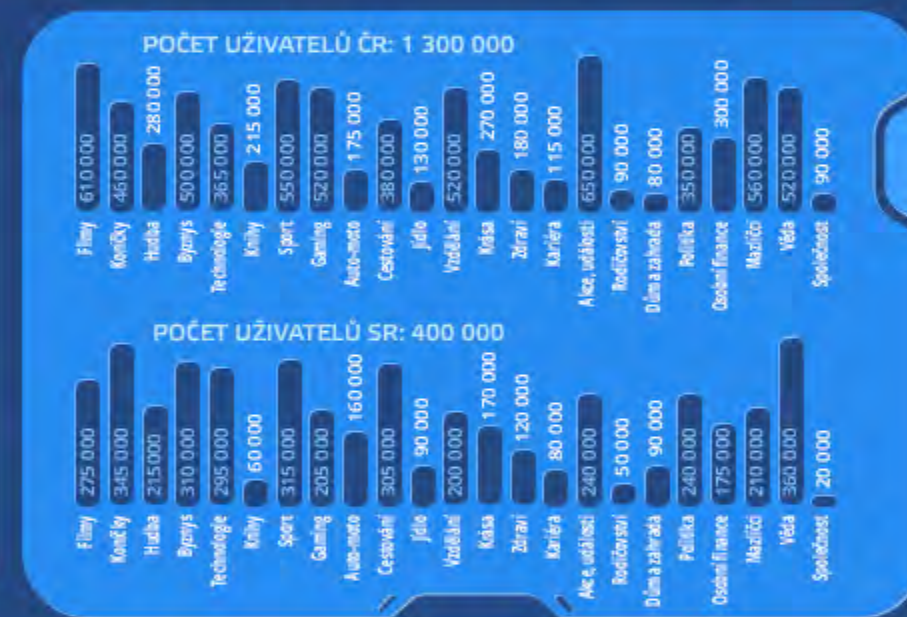 POČET UŽIVATELŮ ČR: 1 300 000
Filmy 610 000
Koníčky 460 000
Hudba 280 000
Byznys 500 000
Technologie 365 000
Knihy 215 000
Sport 550 000
Gaming 520 000
Auto-moto 175 000
Cestování 380 000
Jídlo 130 000
Vzdělání 520 000
Krása 270 000
Zdraví 180 000
Kariéra 115 000
Akce, události 650 000
Rodičovství 90 000
Dům a zahrada 80 000
Politika 350 000
Osobní finance 300 000
Mazlíčci 560 000
Věda 520 000
Společnost 90 000
POČET UŽIVATELŮ SR: 400 000
Filmy 275 000
Koníčky 345 000
Hudba 215 000
Byznys 310 000
Technologie 295 000
Knihy 60 000
Sport 315 000
Gaming 205 000
Auto-moto 160 000
Cestování 305 000
Jídlo 90 000
Vzdělání 200 000
Krása 170 000
Zdraví 120 000
Kariéra 80 000
Akce, události 240 000
Rodičovství 50 000
Dům a zahrada 90 000
Politika 240 000
Osobní finance 175 000
Mazlíčci 210 000
Věda 360 000
Společnost 20 000